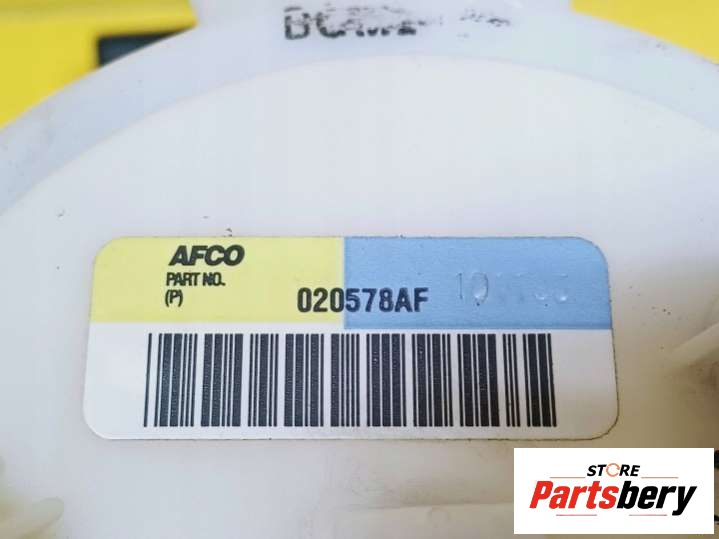 AFCO
PART NO.
(P)
020578AF
STORE
Partsbery